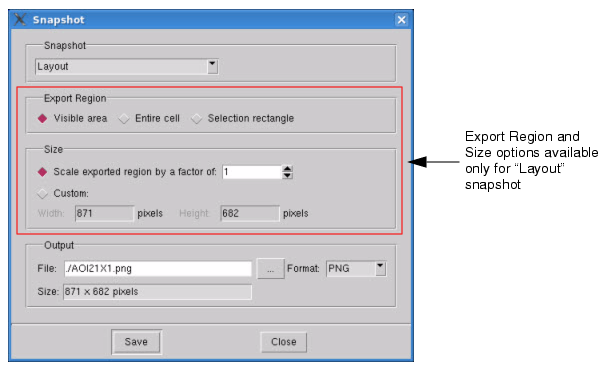 Snapshot
Snapshot
Layout
Export Region
Visible area Entire cell Selection rectangle
Size
Scale exported region by a factor of: 1
Custom:
Width: 871 pixels Height: 682 pixels
Export Region and
Size options available
only for “Layout”
snapshot
Output
File: ./AOI21X1.png ... Format: PNG
Size: 871 x 682 pixels
Save Close